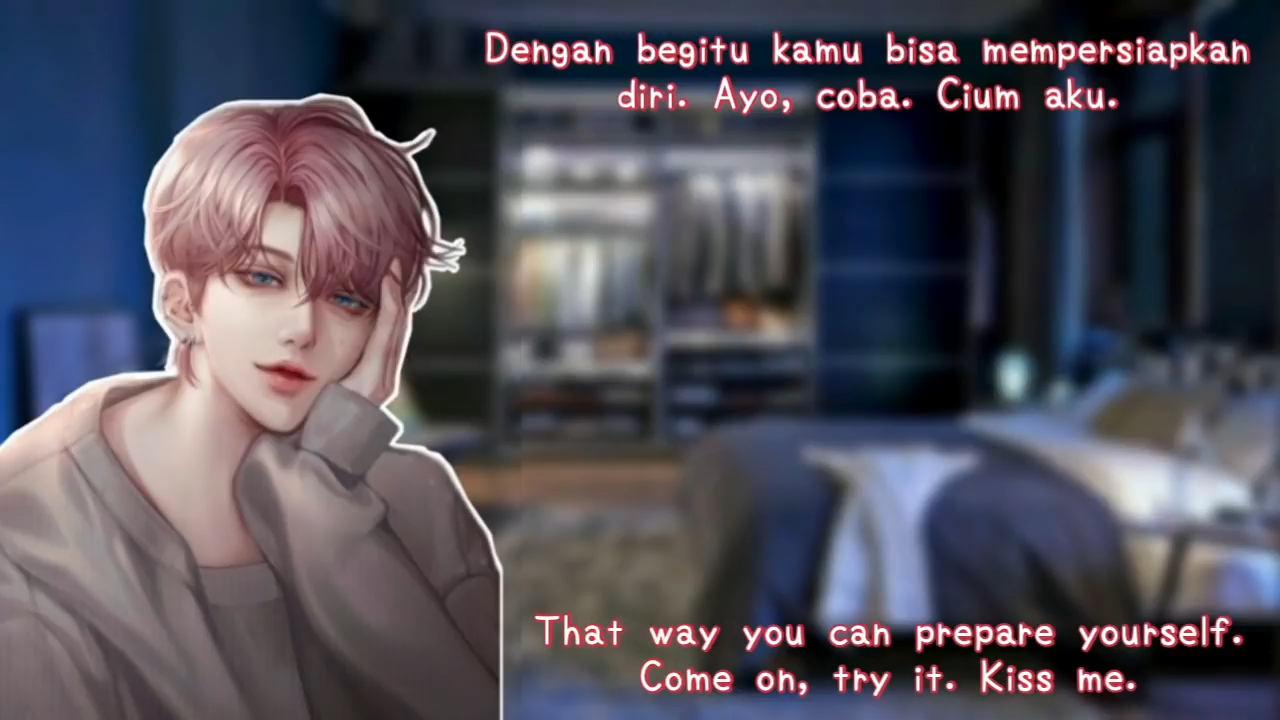 Dengan begitu kamu bisa mempersiapkan
diri. Ayo, coba. Cium aku.
That way you can prepare yourself.
Come on, try it. Kiss me.